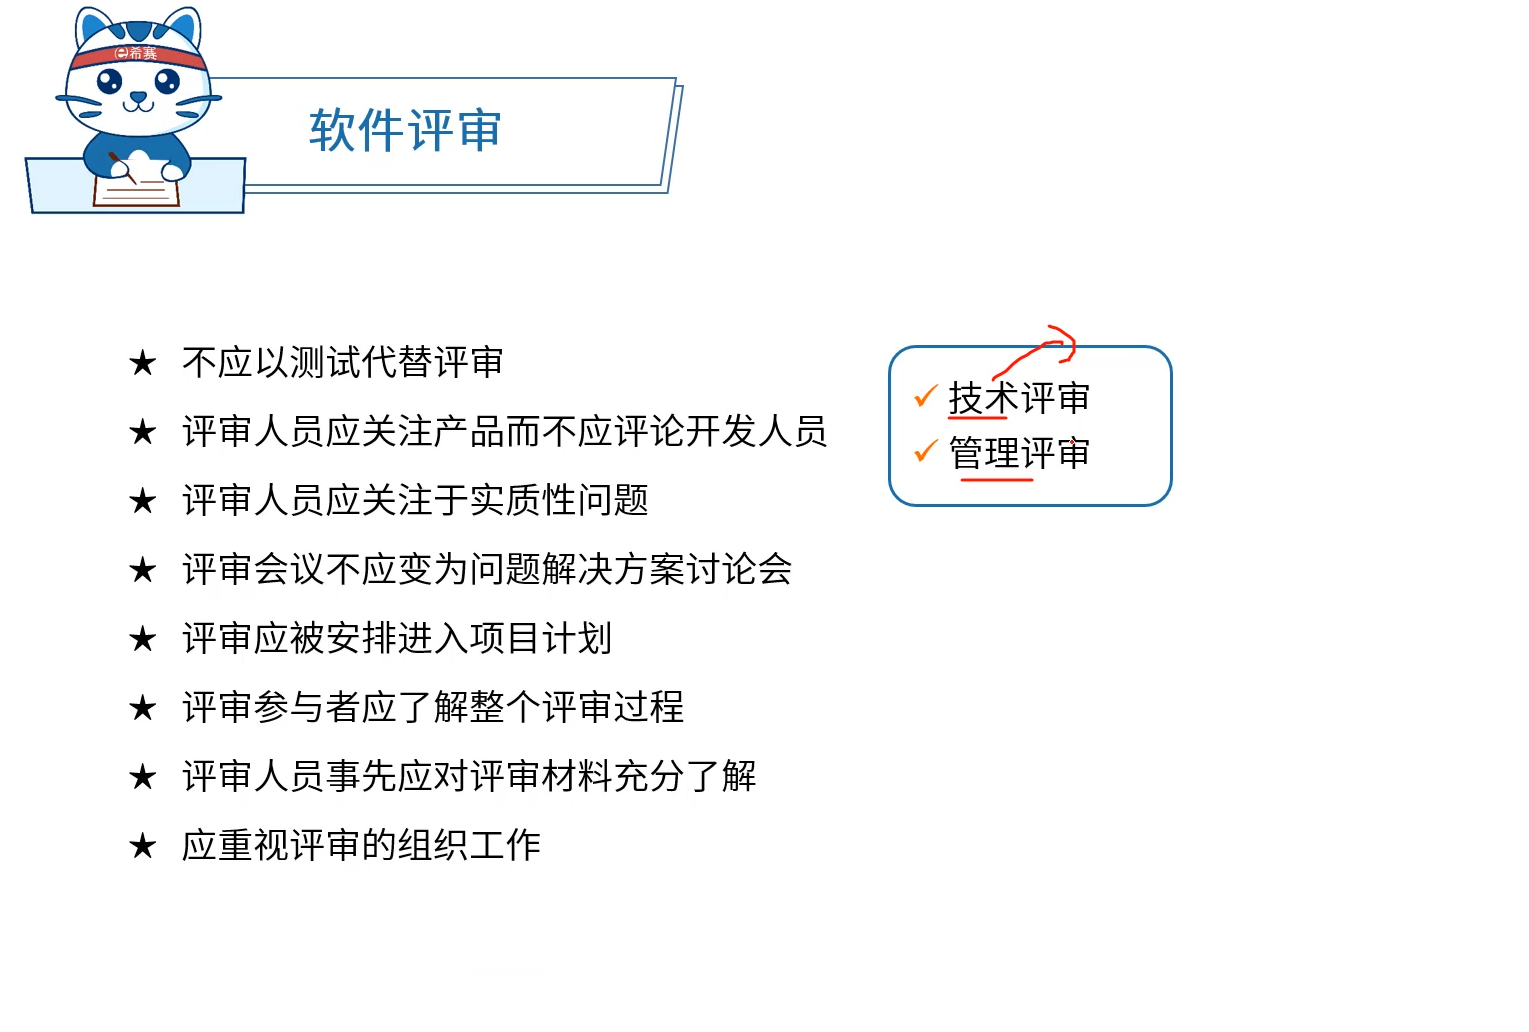 e希赛
软件评审
★ 不应以测试代替评审
★ 评审人员应关注产品而不应评论开发人员
★ 评审人员应关注于实质性问题
★ 评审会议不应变为问题解决方案讨论会
★ 评审应被安排进入项目计划
★ 评审参与者应了解整个评审过程
★ 评审人员事先应对评审材料充分了解
★ 应重视评审的组织工作
✓ 技术评审
✓ 管理评审